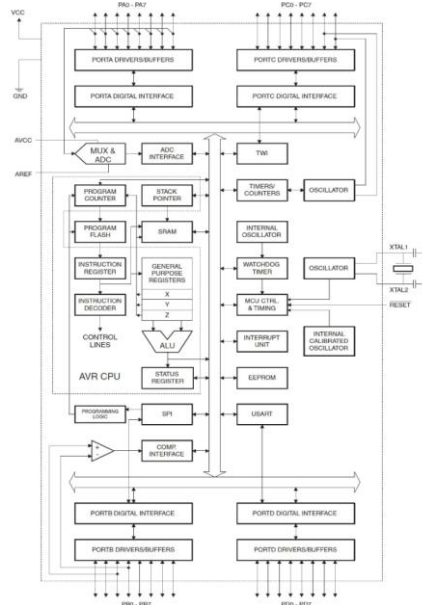 PA0 - PA7
PC0 - PC7
VCC
PORTA DRIVERS/BUFFERS
PORTC DRIVERS/BUFFERS
GND
PORTA DIGITAL INTERFACE
PORTC DIGITAL INTERFACE
AVCC
MUX &
ADC
ADC
INTERFACE
TWI
AREF
PROGRAM
COUNTER
STACK
POINTER
TIMERS/
COUNTERS
OSCILLATOR
PROGRAM
FLASH
SRAM
INTERNAL
OSCILLATOR
XTAL1
INSTRUCTION
REGISTER
GENERAL
PURPOSE
REGISTERS
WATCHDOG
TIMER
OSCILLATOR
XTAL2
X
INSTRUCTION
DECODER
Y
Z
MCU CTRL
& TIMING
RESET
CONTROL
LINES
ALU
INTERRUPT
UNIT
INTERNAL
CALIBRATED
OSCILLATOR
AVR CPU
STATUS
REGISTER
EEPROM
PROGRAMMING
LOGIC
SPI
USART
+
-
COMP.
INTERFACE
PORTB DIGITAL INTERFACE
PORTD DIGITAL INTERFACE
PORTB DRIVERS/BUFFERS
PORTD DRIVERS/BUFFERS
PB0 - PB7
PD0 - PD7